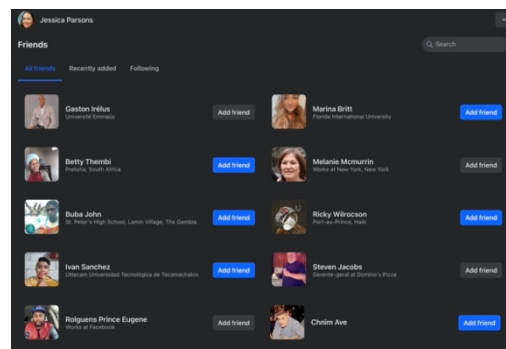 Jessica Parsons
Friends
Search
All friends
Recently added
Following
Gaston Irélus
Université Emmaüs
Add friend
Marina Britt
Florida International University
Add friend
Betty Thembi
Pretoria, South Africa
Add friend
Melanie Mcmurrin
Works at New York, New York
Add friend
Buba John
St. Peter's High School, Lamin Village, The Gambia.
Add friend
Ricky Wilrocson
Port-au-Prince, Haiti
Add friend
Ivan Sanchez
Uttecam Universidad Tecnológica de Tecamachalco
Add friend
Steven Jacobs
Gerente-geral at Domino's Pizza
Add friend
Rolguens Prince Eugene
Works at Facebook
Add friend
Chnim Ave
Add friend